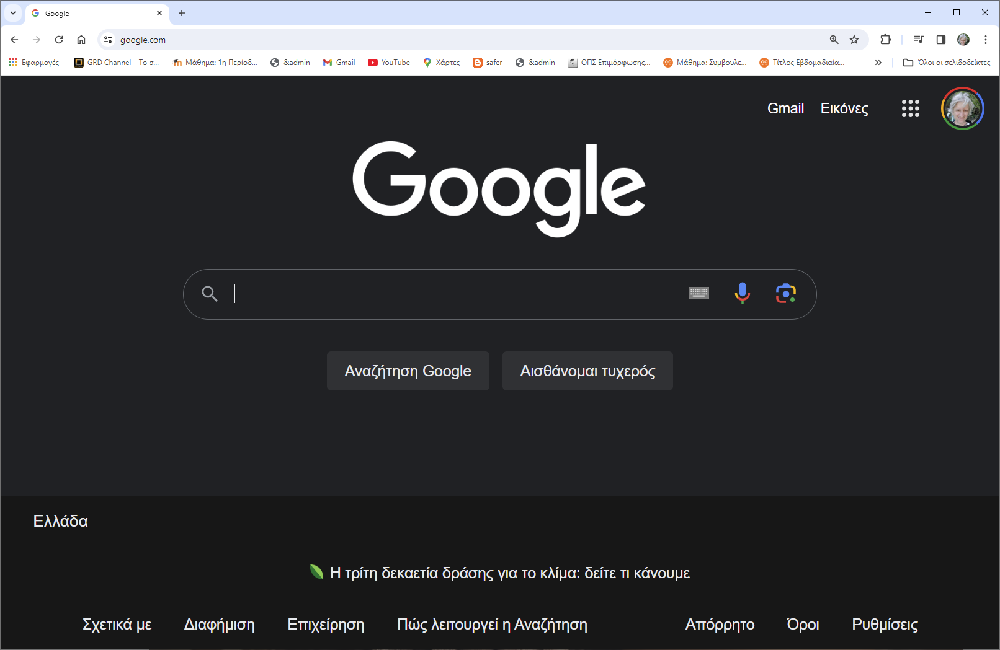 Google
google.com
Εφαρμογές GRD Channel – Το σ... Μάθημα: 1η Περίοδ... &admin Gmail YouTube Χάρτες safer &admin ΟΠΣ Επιμόρφωσης... Μάθημα: Συμβουλε... Τίτλος Εβδομαδιαία... Όλοι οι σελιδοδείκτες
Gmail Εικόνες
Google
Αναζήτηση Google Αισθάνομαι τυχερός
Ελλάδα
Η τρίτη δεκαετία δράσης για το κλίμα: δείτε τι κάνουμε
Σχετικά με Διαφήμιση Επιχείρηση Πώς λειτουργεί η Αναζήτηση Απόρρητο Όροι Ρυθμίσεις